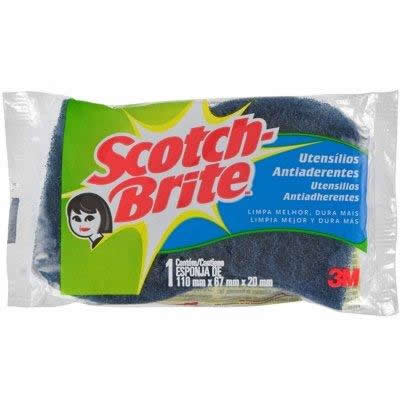 Scotch-
Brite
Utensílios
Antiaderentes
Utensilios
Antiadherentes
LIMPA MELHOR, DURA MAIS
LIMPIA MEJOR Y DURA MÁS
1 Contém/Contiene
ESPONJA DE
110 mm x 67 mm x 20 mm
3M